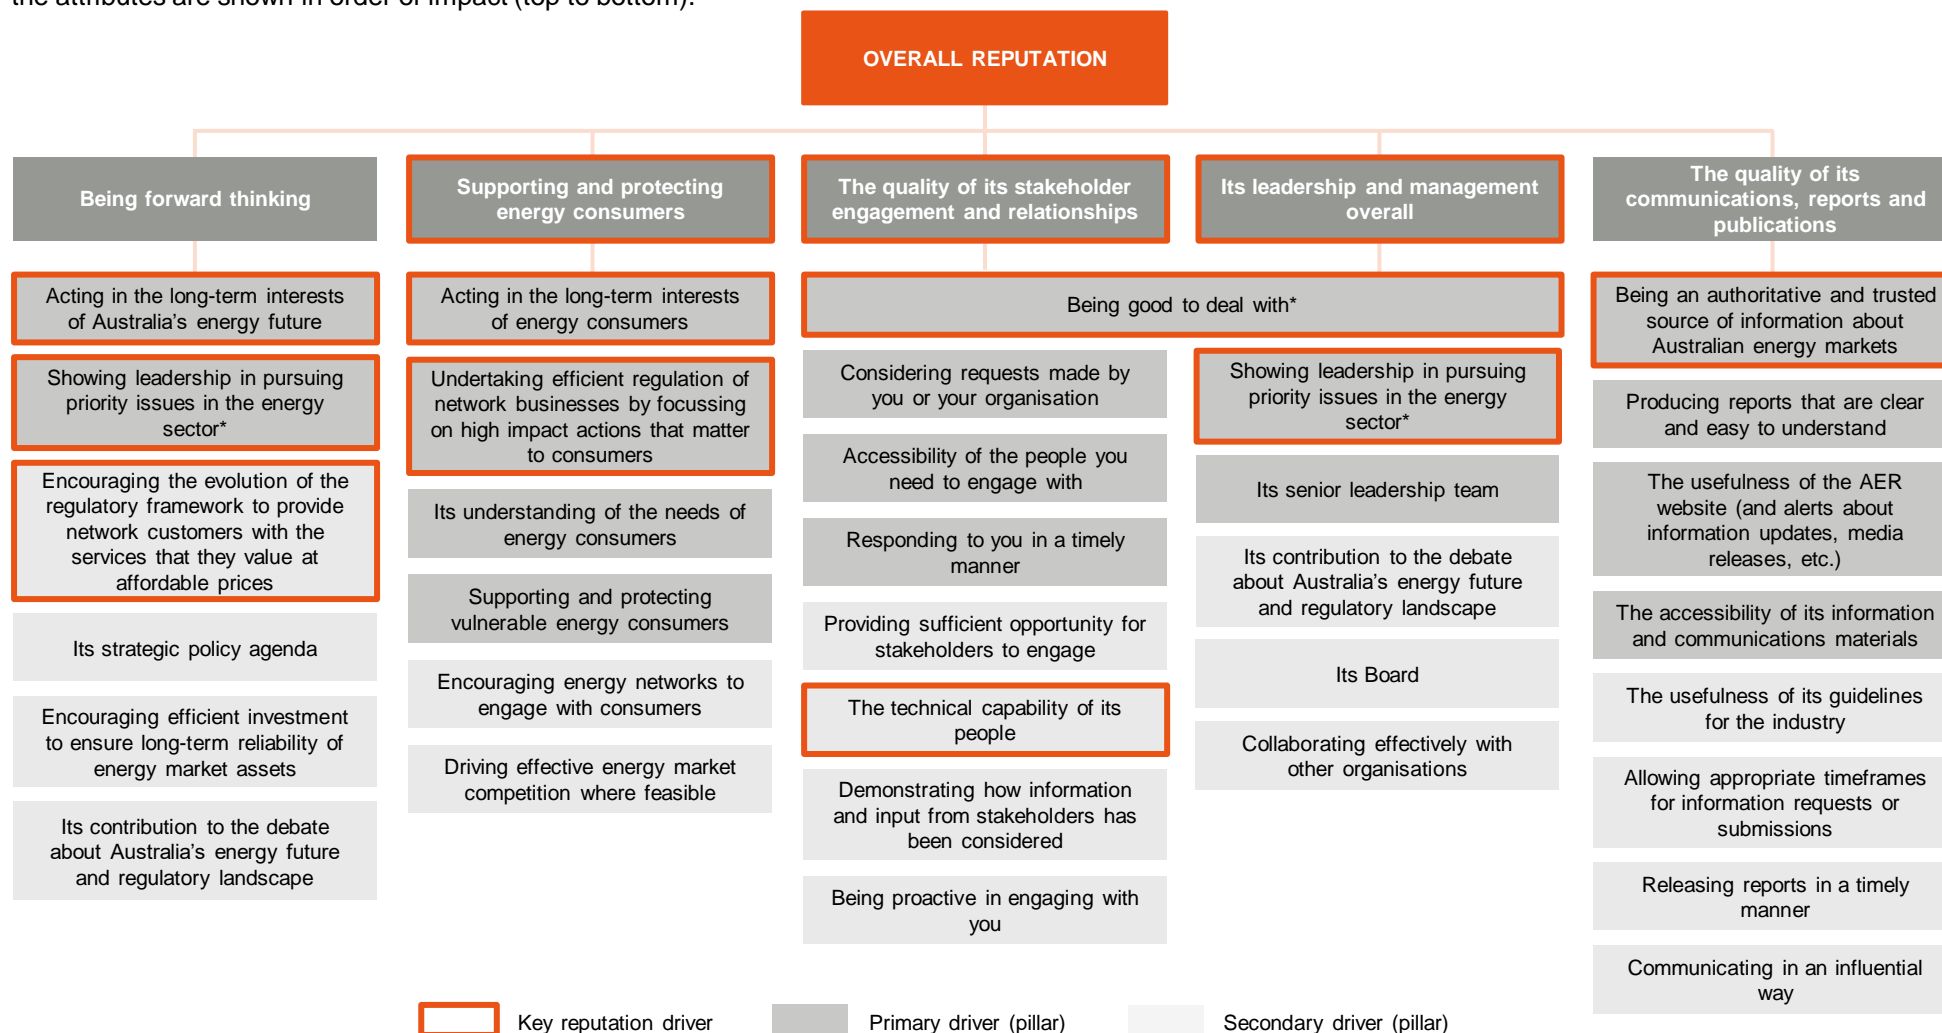 the attributes are shown in order of impact (top to bottom).
OVERALL REPUTATION
Being forward thinking
Supporting and protecting
energy consumers
The quality of its stakeholder
engagement and relationships
Its leadership and management
overall
The quality of its
communications, reports and
publications
Acting in the long-term interests
of Australia's energy future
Showing leadership in pursuing
priority issues in the energy
sector*
Encouraging the evolution of the
regulatory framework to provide
network customers with the
services that they value at
affordable prices
Its strategic policy agenda
Encouraging efficient investment
to ensure long-term reliability of
energy market assets
Its contribution to the debate
about Australia's energy future
and regulatory landscape
Acting in the long-term interests
of energy consumers
Undertaking efficient regulation of
network businesses by focussing
on high impact actions that matter
to consumers
Its understanding of the needs of
energy consumers
Supporting and protecting
vulnerable energy consumers
Encouraging energy networks to
engage with consumers
Driving effective energy market
competition where feasible
Being good to deal with*
Considering requests made by
you or your organisation
Accessibility of the people you
need to engage with
Responding to you in a timely
manner
Providing sufficient opportunity for
stakeholders to engage
The technical capability of its
people
Demonstrating how information
and input from stakeholders has
been considered
Being proactive in engaging with
you
Showing leadership in pursuing
priority issues in the energy
sector*
Its senior leadership team
Its contribution to the debate
about Australia's energy future
and regulatory landscape
Its Board
Collaborating effectively with
other organisations
Being an authoritative and trusted
source of information about
Australian energy markets
Producing reports that are clear
and easy to understand
The usefulness of the AER
website (and alerts about
information updates, media
releases, etc.)
The accessibility of its information
and communications materials
The usefulness of its guidelines
for the industry
Allowing appropriate timeframes
for information requests or
submissions
Releasing reports in a timely
manner
Communicating in an influential
way
Key reputation driver
Primary driver (pillar)
Secondary driver (pillar)